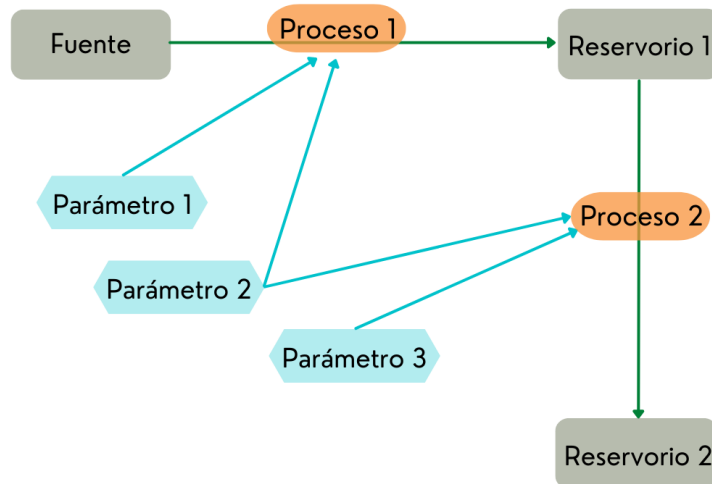 Fuente
Proceso 1
Reservorio 1
Parámetro 1
Proceso 2
Parámetro 2
Parámetro 3
Reservorio 2